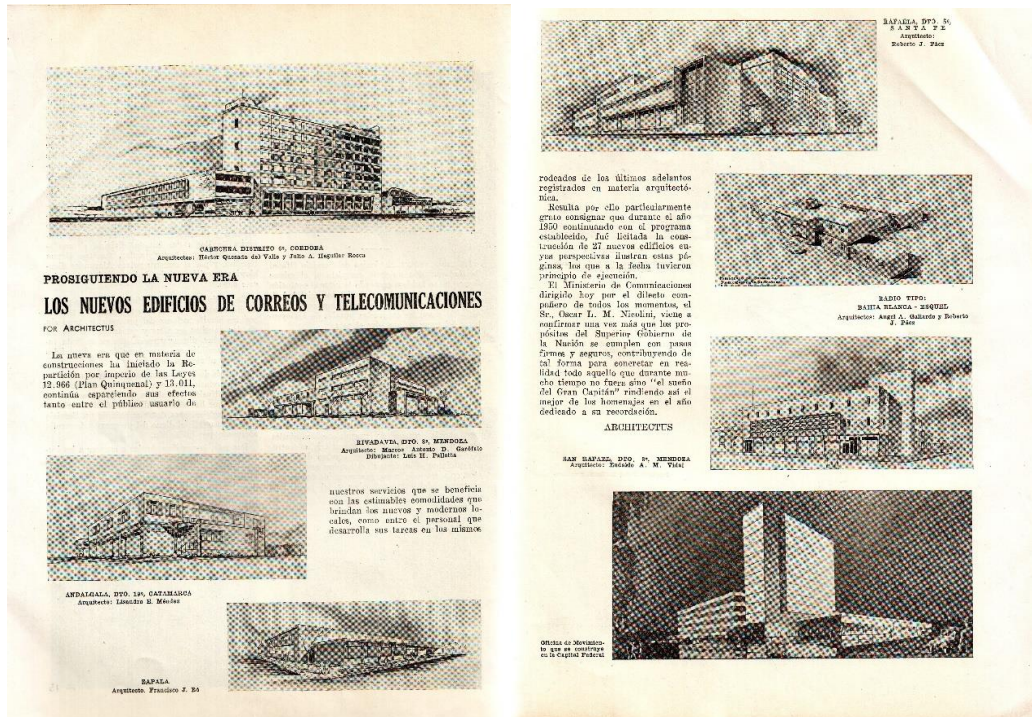 CABECERA DISTRITO 6º, CORDOBA
Arquitectos: Héctor Quesada del Valle y Julio A. Heguilor Rocca
PROSIGUIENDO LA NUEVA ERA
LOS NUEVOS EDIFICIOS DE CORREOS Y TELECOMUNICACIONES
POR ARCHITECTUS
La nueva era que en materia de
construcciones ha iniciado la Re-
partición por imperio de las Leyes
12.966 (Plan Quinquenal) y 13.011,
continúa esparciendo sus efectos
tanto entre el público usuario de
RIVADAVIA, DTO. 8º, MENDOZA
Arquitecto: Marcos Antonio D. Garófalo
Dibujante: Luis H. Pelletta
nuestros servicios que se beneficia
con las estimables comodidades que
brindan los nuevos y modernos lo-
cales, como entre el personal que
desarrolla sus tareas en los mismos
ANDALGALA, DTO. 19º, CATAMARCA
Arquitecto: Lisandro E. Méndez
ZAPALA
Arquitecto. Francisco J. Ró
RAFAELA, DTO. 5º,
SANTA FE
Arquitecto:
Roberto J. Páez
rodeados de los últimos adelantos
registrados en materia arquitectó-
nica.
Resulta por ello particularmente
grato consignar que durante el año
1950 continuando con el programa
establecido, fué licitada la cons-
trucción de 27 nuevos edificios cu-
yas perspectivas ilustran estas pá-
ginas, los que a la fecha tuvieron
principio de ejecución.
El Ministerio de Comunicaciones
dirigido hoy por el dilecto com-
pañero de todos los momentos, el
Sr., Oscar L. M. Nicolini, viene a
confirmar una vez más que los pro-
pósitos del Superior Gobierno de
la Nación se cumplen con pasos
firmes y seguros, contribuyendo de
tal forma para concretar en rea-
lidad todo aquello que durante mu-
cho tiempo no fuera sino "el sueño
del Gran Capitán" rindiendo así el
mejor de los homenajes en el año
dedicado a su recordación.
ARCHITECTUS
RADIO TIPO:
BAHIA BLANCA - ESQUEL
Arquitectos: Angel A. Gallardo y Roberto
J. Páez
SAN RAFAEL, DTO. 8º, MENDOZA
Arquitecto: A. M. Vidal
Oficina de Movimien-
to que se construye
en la Capital Federal